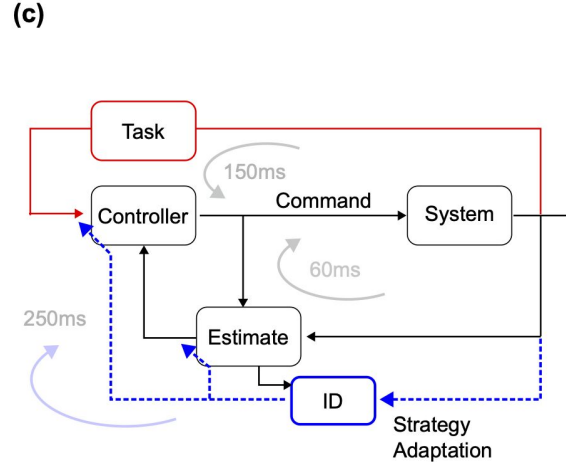 (c)
Task
150ms
Controller
Command
System
60ms
250ms
Estimate
ID
Strategy
Adaptation